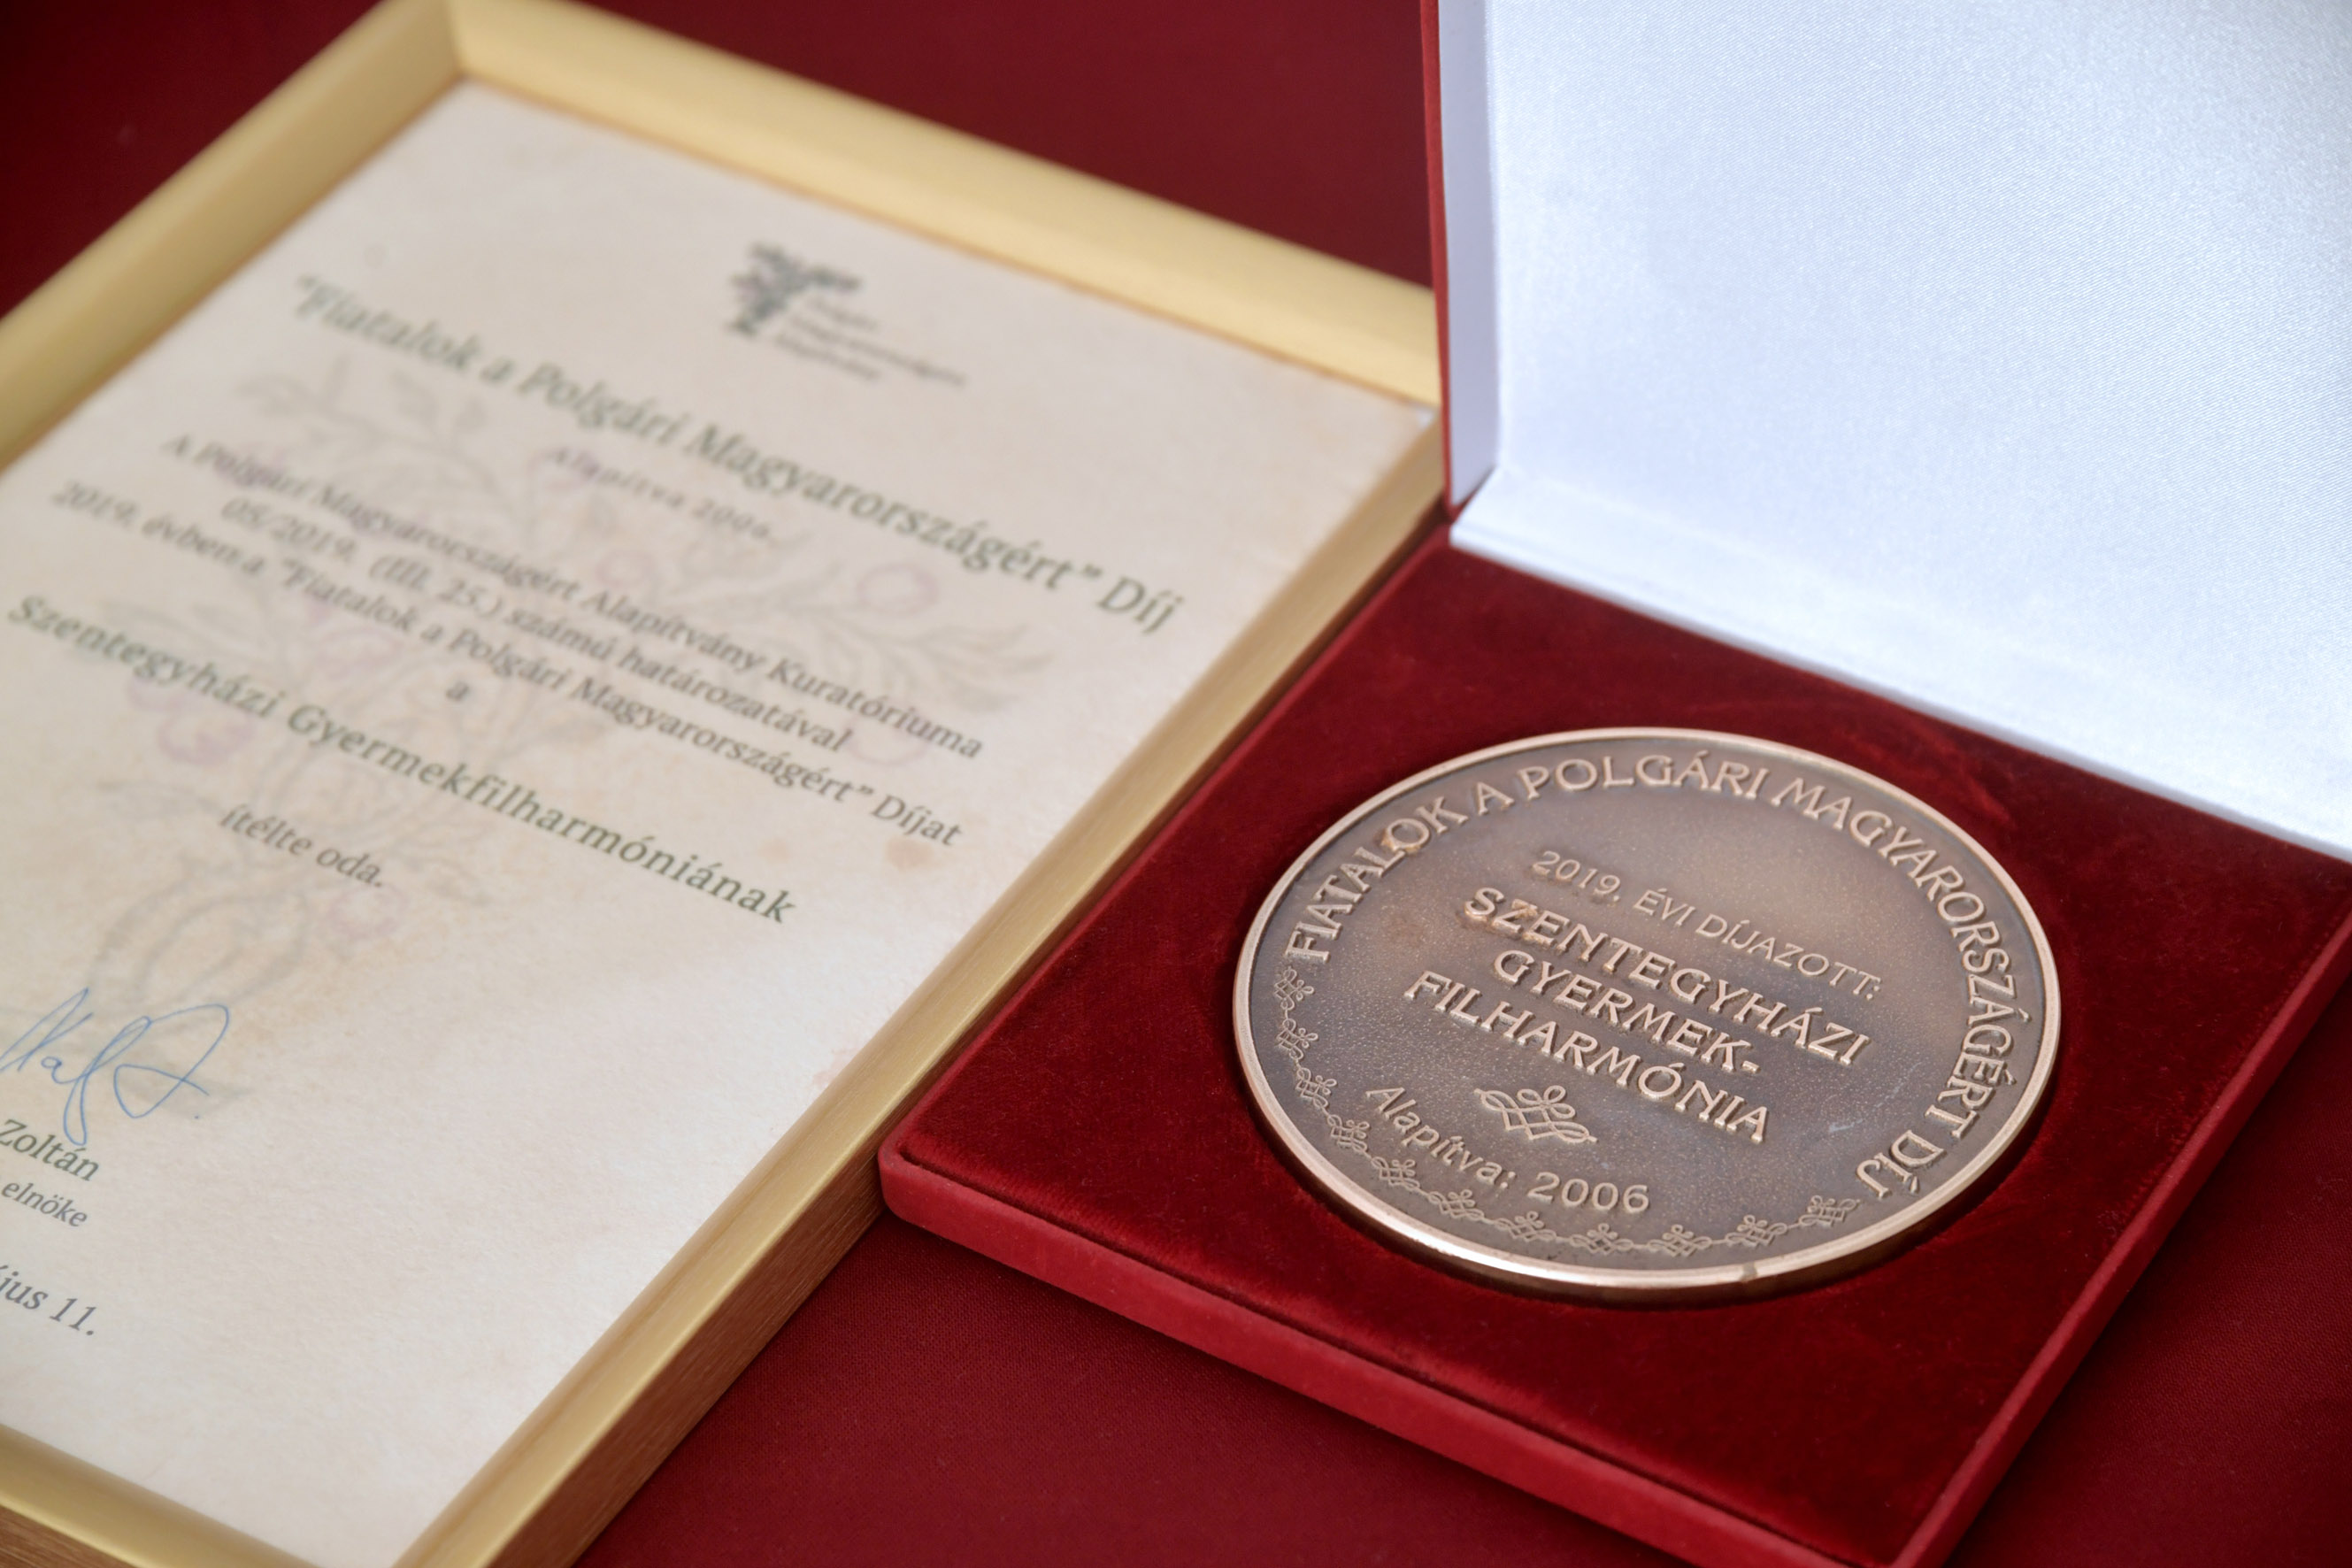 "Fiatalok a Polgári Magyarországért" Díj
Alapítva 2006.
A Polgári Magyarországért Alapítvány Kuratóriuma
05/2019. (III. 25.) számú határozatával
2019. évben a "Fiatalok a Polgári Magyarországért" Díjat
a
Szentegyházi Gyermekfilharmóniának
ítélte oda.
Zoltán
elnöke
jus 11.
FIATALOK A POLGÁRI MAGYARORSZÁGÉRT DÍJ
2019. ÉVI DÍJAZOTT:
SZENTEGYHÁZI
GYERMEK-
FILHARMÓNIA
Alapítva: 2006